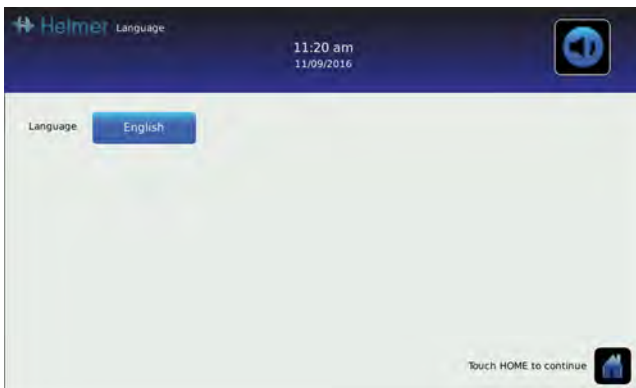 Helmer Language
11:20 am
11/09/2016
Language English
Touch HOME to continue